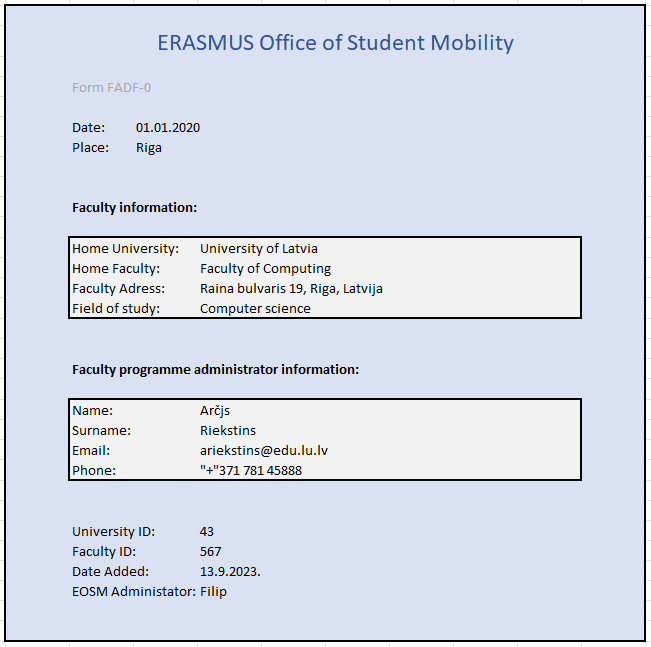 ERASMUS Office of Student Mobility
Form FADF-0
Date: 01.01.2020
Place: Riga
Faculty information:
Home University: University of Latvia
Home Faculty: Faculty of Computing
Faculty Adress: Raina bulvaris 19, Riga, Latvija
Field of study: Computer science
Faculty programme administrator information:
Name: Arčjs
Surname: Riekstins
Email: ariekstins@edu.lu.lv
Phone: "+"371 781 45888
University ID: 43
Faculty ID: 567
Date Added: 13.9.2023.
EOSM Administator: Filip